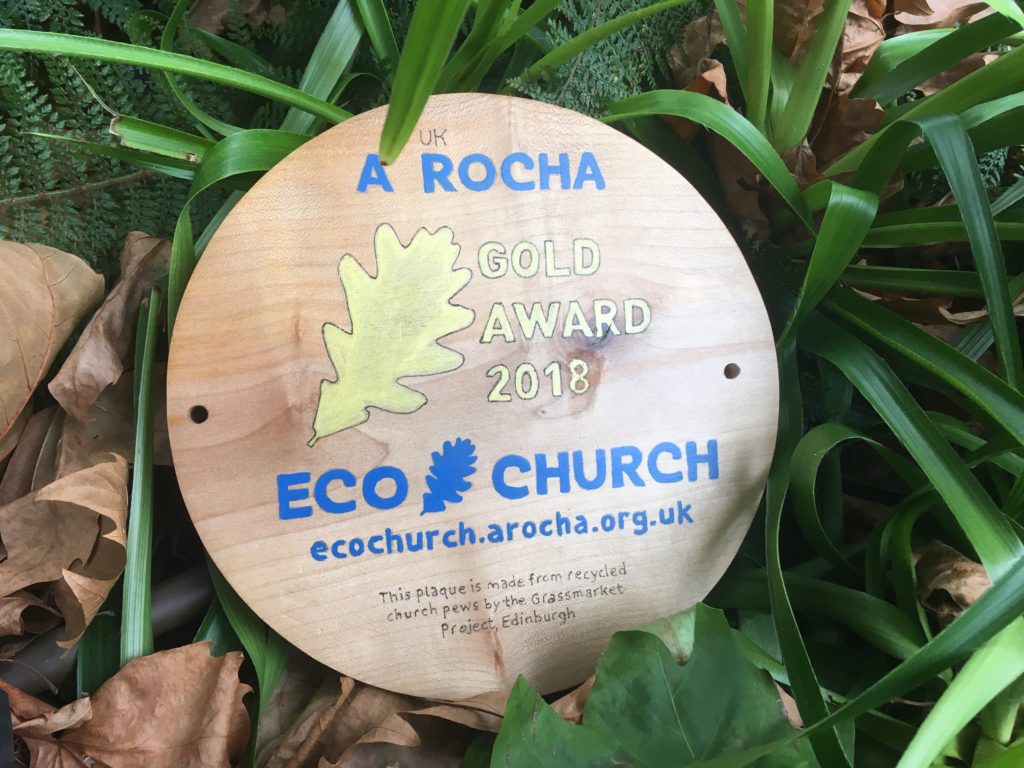 UK
A ROCHA
GOLD
AWARD
2018
ECO CHURCH
ecochurch.arocha.org.uk
This plaque is made from recycled
church pews by the Grassmarket
Project, Edinburgh